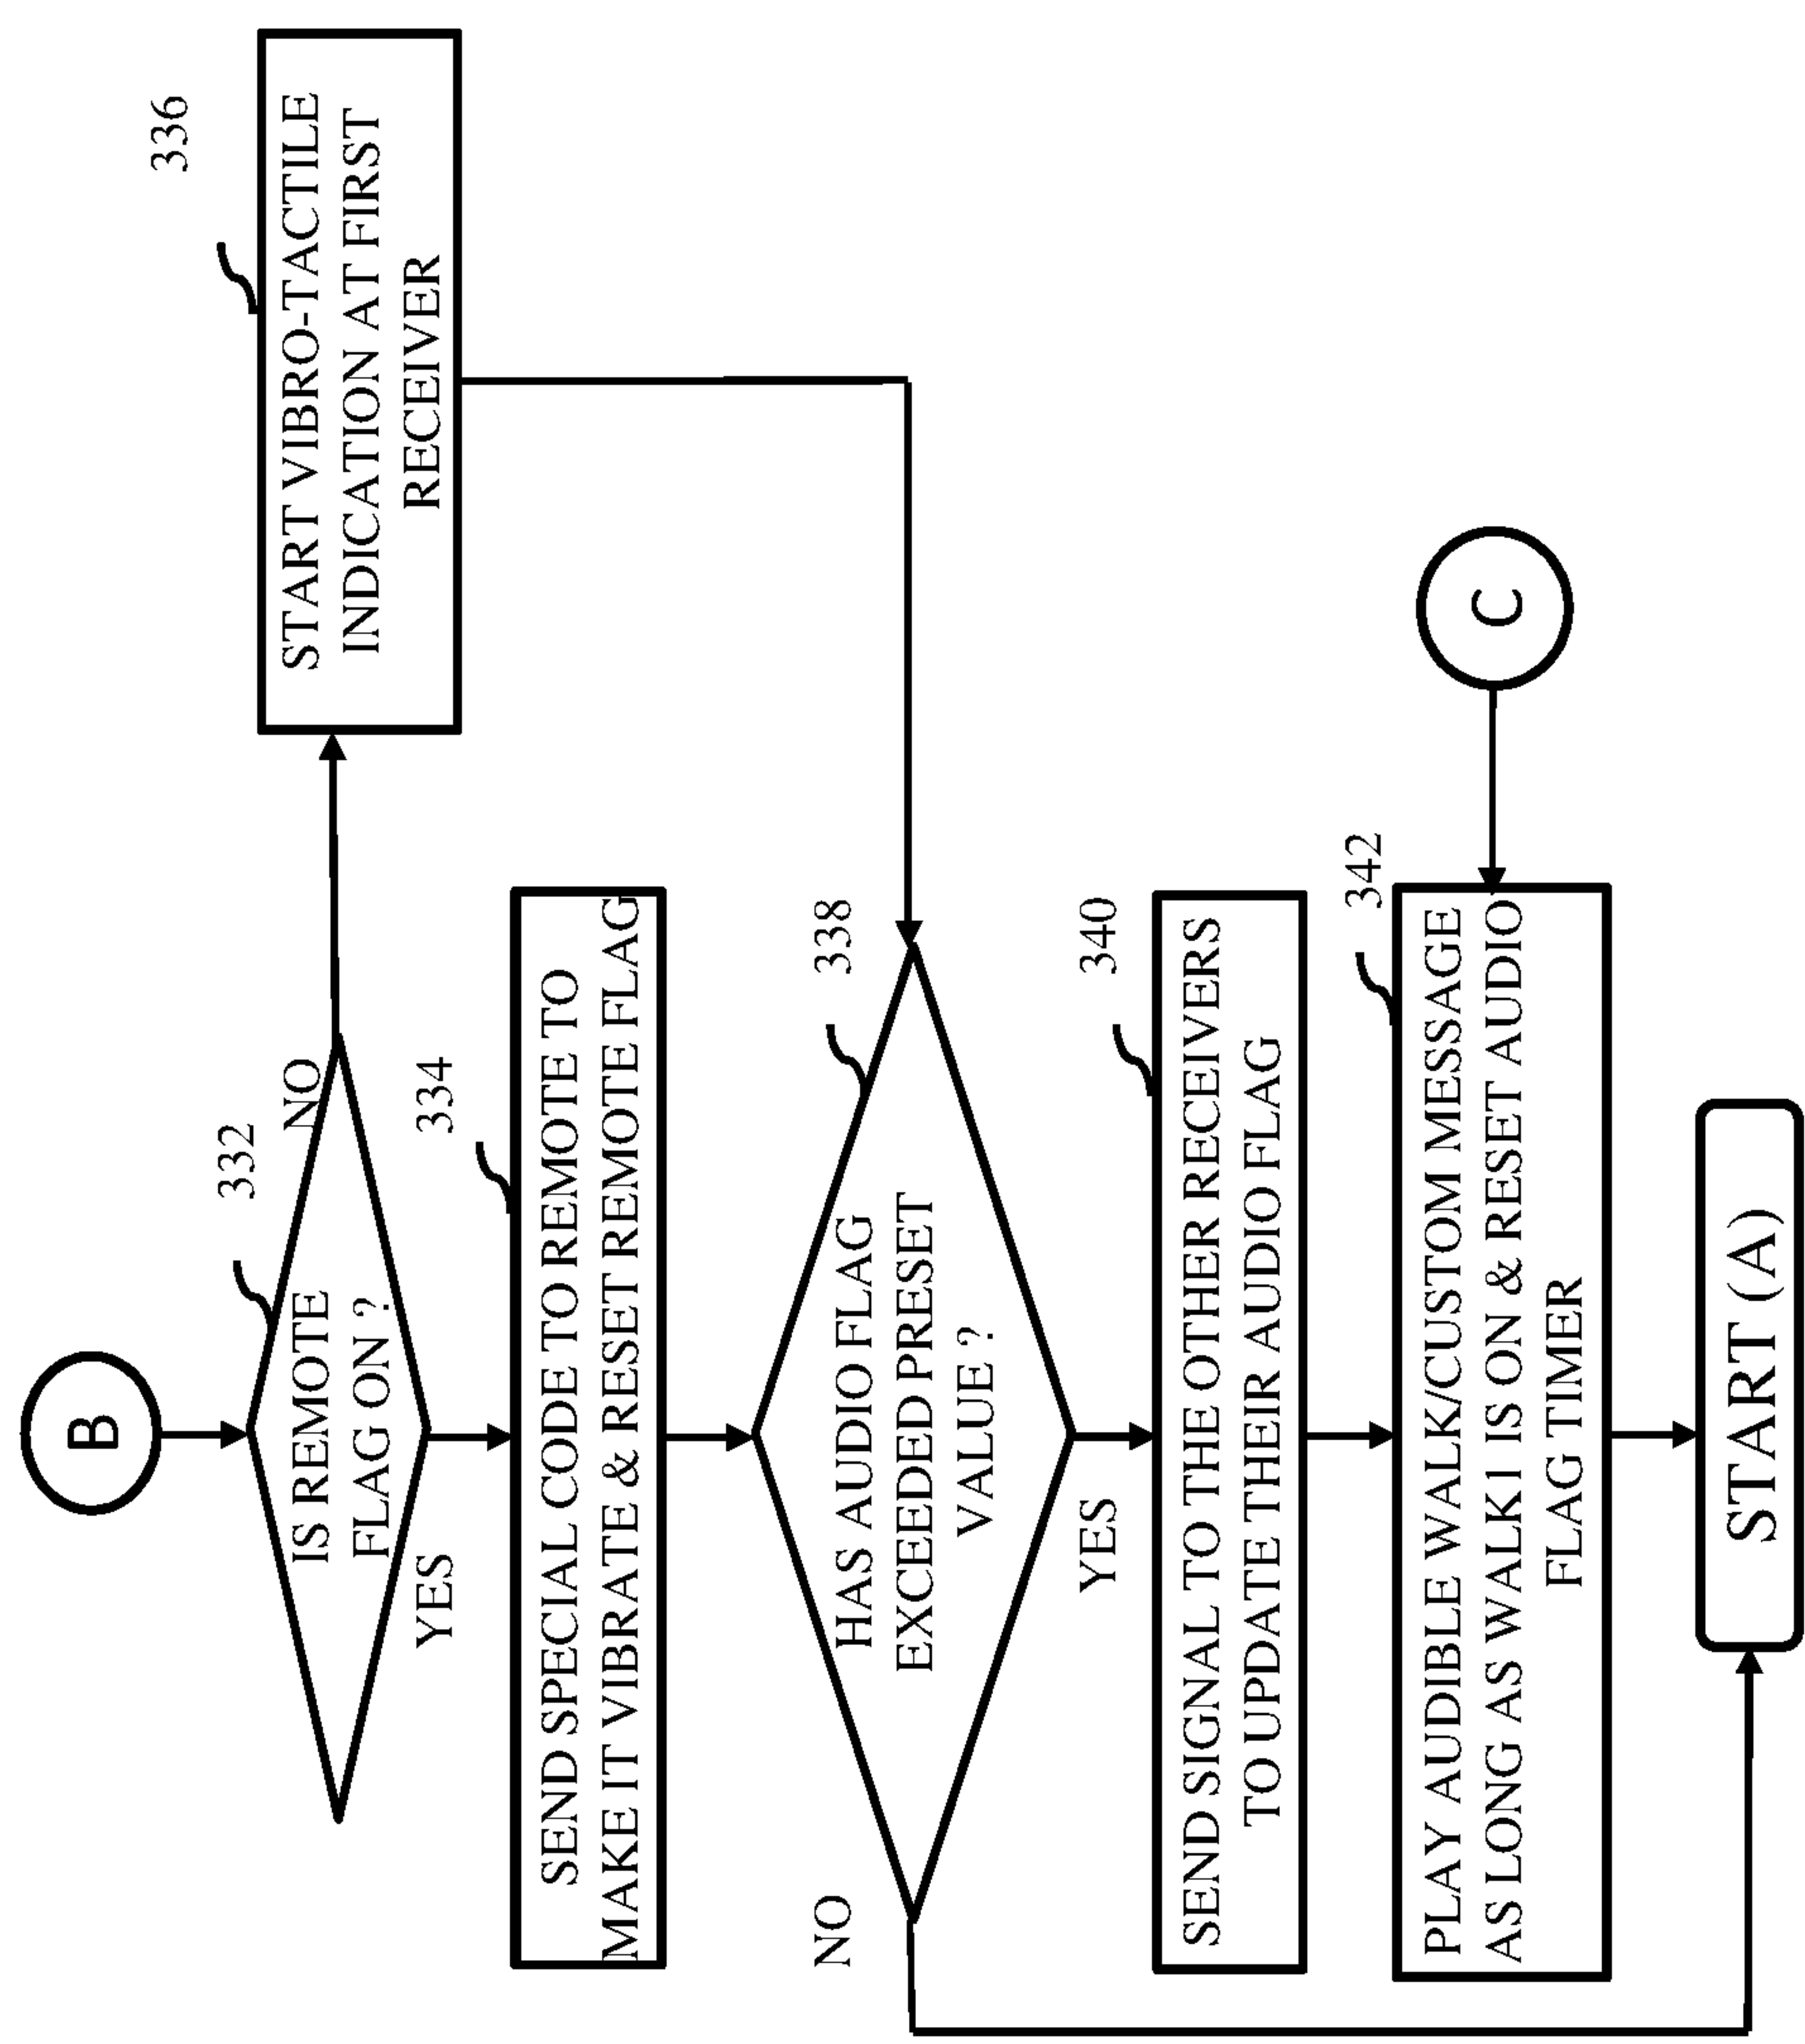 B
332
IS REMOTE
FLAG ON ?
NO
YES
336
START VIBRO-TACTILE
INDICATION AT FIRST
RECEIVER
334
SEND SPECIAL CODE TO REMOTE TO
MAKE IT VIBRATE & RESET REMOTE FLAG
338
HAS AUDIO FLAG
EXCEEDED PRESET
VALUE ?
NO
YES
340
SEND SIGNAL TO THE OTHER RECEIVERS
TO UPDATE THEIR AUDIO FLAG
342
PLAY AUDIBLE WALK/CUSTOM MESSAGE
AS LONG AS WALK1 IS ON & RESET AUDIO
FLAG TIMER
C
START (A)